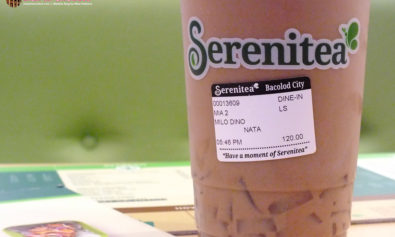 Serenitea
Serenitea Bacolod City
00013609 DINE-IN
MIA 2 LS
MILO DINO
NATA
05:45 PM 120.00
"Have a moment of Serenitea"